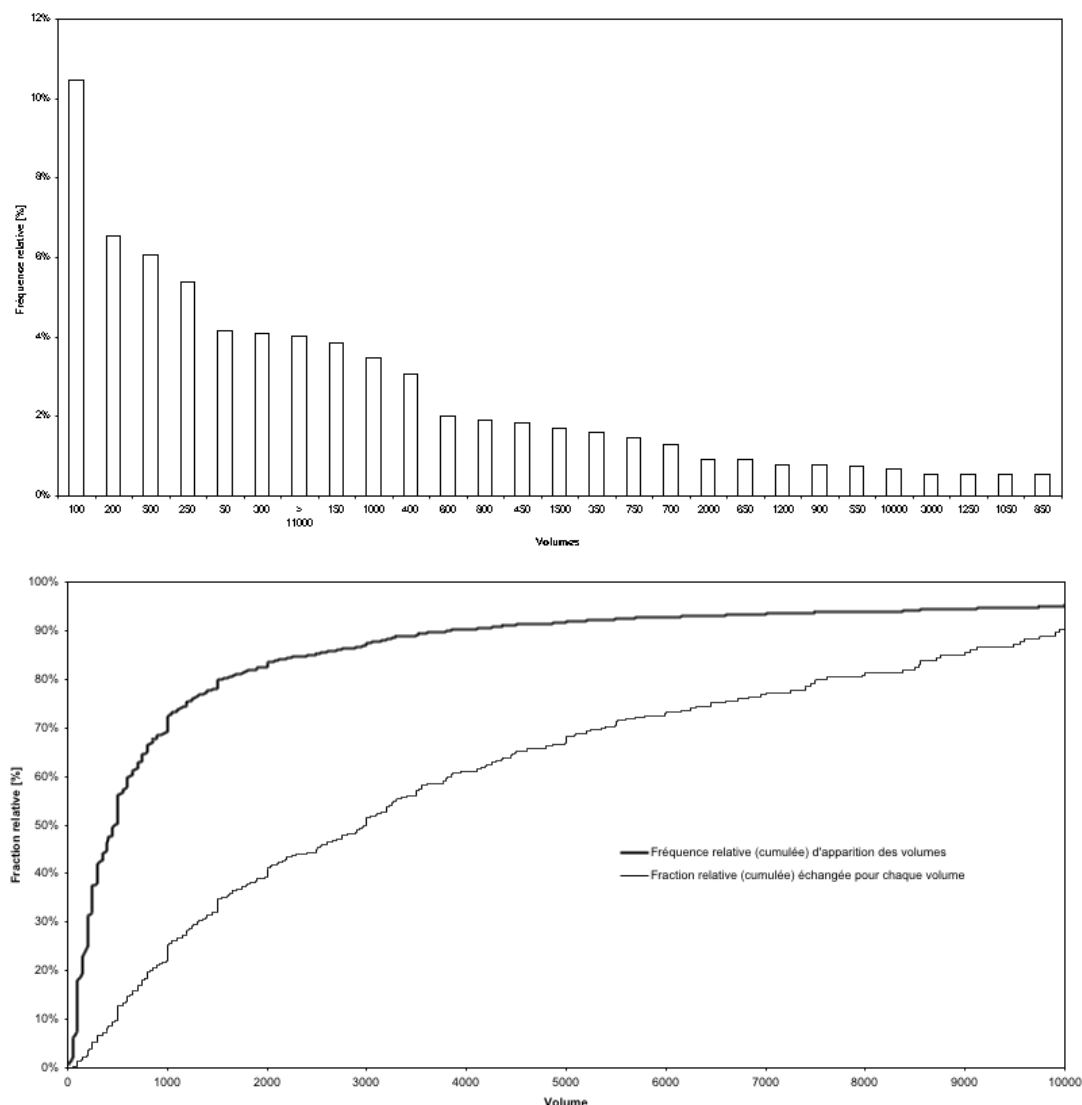 12%
10%
8%
6%
4%
2%
0%
Fréquence relative [%]
100 200 500 250 50 300 > 11000 150 1000 400 600 800 450 1500 350 750 700 2000 650 1200 900 550 10000 3000 1250 1050 850
Volumes
100%
90%
80%
70%
60%
50%
40%
30%
20%
10%
0%
Fraction relative [%]
Fréquence relative (cumulée) d'apparition des volumes
Fraction relative (cumulée) échangée pour chaque volume
0 1000 2000 3000 4000 5000 6000 7000 8000 9000 10000
Volume